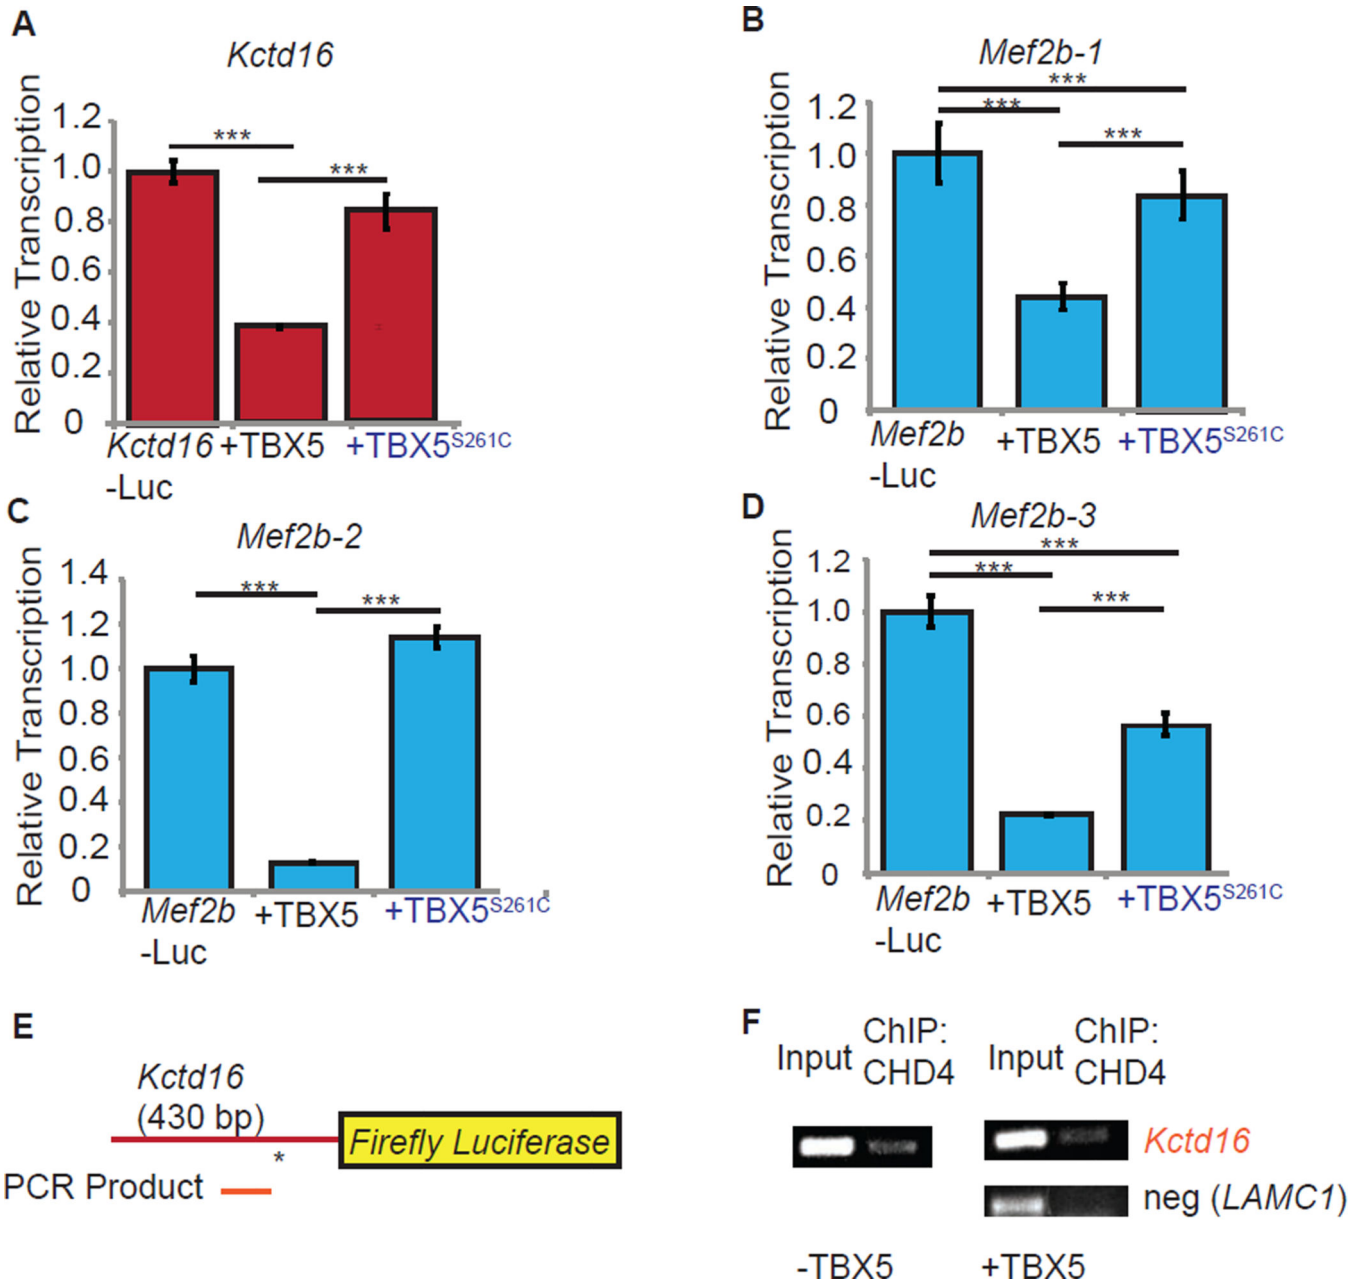 A
Kctd16
Relative Transcription
1.2
1.0
0.8
0.6
0.4
0.2
0
***
***
Kctd16
-Luc
+TBX5
+TBX5S261C
B
Mef2b-1
Relative Transcription
1.2
1.0
0.8
0.6
0.4
0.2
0
***
***
***
Mef2b
-Luc
+TBX5
+TBX5S261C
C
Mef2b-2
Relative Transcription
1.4
1.2
1.0
0.8
0.6
0.4
0.2
0
***
***
Mef2b
-Luc
+TBX5
+TBX5S261C
D
Mef2b-3
Relative Transcription
1.2
1.0
0.8
0.6
0.4
0.2
0
***
***
***
Mef2b
-Luc
+TBX5
+TBX5S261C
E
Kctd16
(430 bp)
*
Firefly Luciferase
PCR Product
F
Input
ChIP:
CHD4
Input
ChIP:
CHD4
Kctd16
neg (LAMC1)
-TBX5
+TBX5